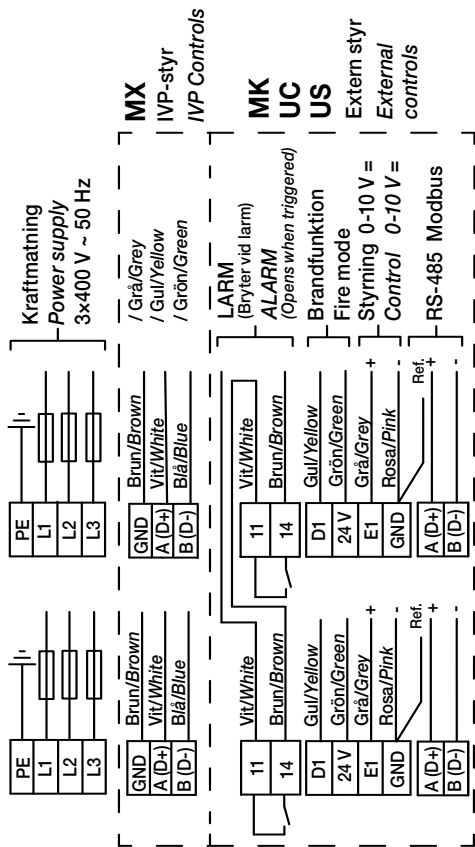 PE
L1
L2
L3
PE
L1
L2
L3
Kraftmatning
Power supply
3×400 V ~ 50 Hz
GND Brun/Brown
A (D+) Vit/White
B (D-) Blå/Blue
GND Brun/Brown / Grå/Grey
A (D+) Vit/White / Gul/Yellow
B (D-) Blå/Blue / Grön/Green
MX
IVP-styr
IVP Controls
11 Vit/White
14 Brun/Brown
11 Vit/White
14 Brun/Brown
LARM
(Bryter vid larm)
ALARM
(Opens when triggered)
D1 Gul/Yellow
24 V Grön/Green
E1 Grå/Grey +
GND Rosa/Pink -
Ref.
A (D+) +
B (D-) -
D1 Gul/Yellow
24 V Grön/Green
E1 Grå/Grey +
GND Rosa/Pink -
Ref.
A (D+) +
B (D-) -
Brandfunktion
Fire mode
Styrning 0-10 V =
Control 0-10 V =
RS-485 Modbus
MK
UC
US
Extern styr
External
controls